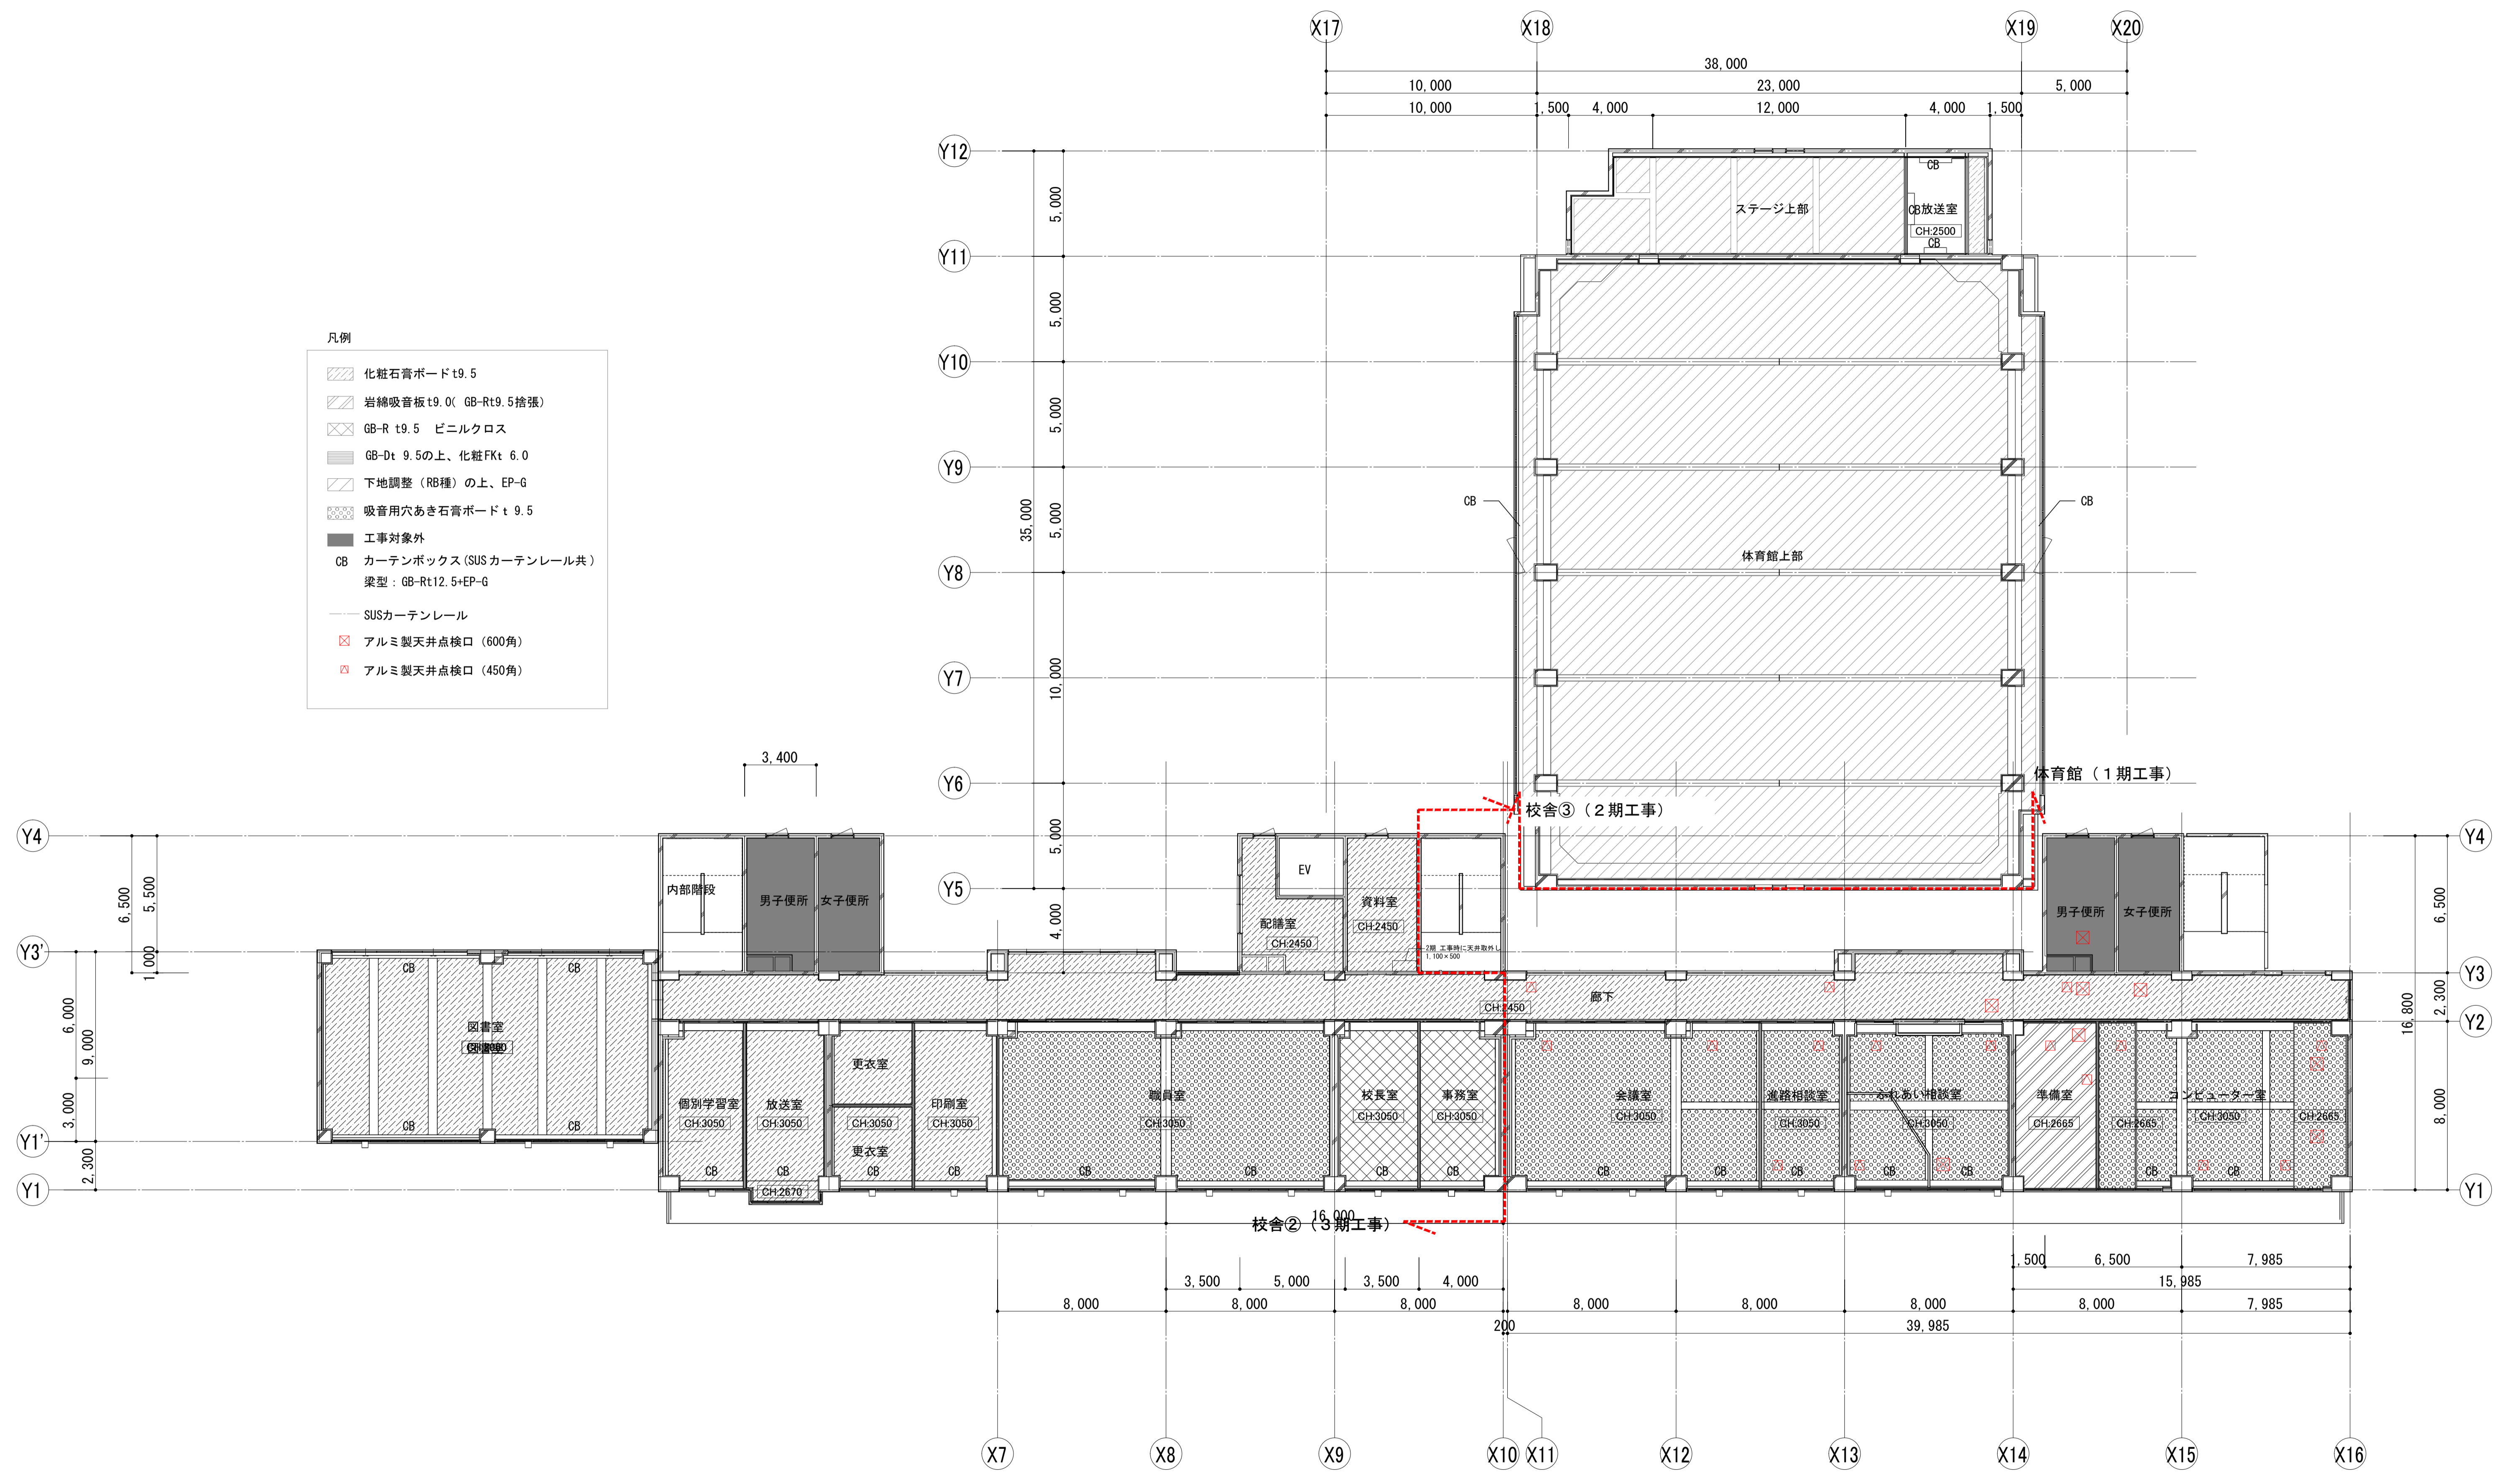 X17
X18
X19
X20
38,000
10,000
23,000
5,000
10,000
1,500
4,000
12,000
4,000
1,500
Y12
Y11
Y10
Y9
Y8
Y7
Y6
Y5
5,000
5,000
5,000
5,000
10,000
5,000
4,000
35,000
CB
ステージ上部
CB
放送室
CH:2500
CB
CB
CB
体育館上部
体育館（１期工事）
校舎③（２期工事）
凡例
化粧石膏ボードt9.5
岩綿吸音板t9.0( GB-Rt9.5捨張)
GB-R t9.5 ビニルクロス
GB-Dt 9.5の上、化粧FKt 6.0
下地調整（RB種）の上、EP-G
吸音用穴あき石膏ボードt 9.5
工事対象外
CB カーテンボックス(SUSカーテンレール共)
梁型：GB-Rt12.5+EP-G
SUSカーテンレール
アルミ製天井点検口（600角）
アルミ製天井点検口（450角）
3,400
Y4
Y3'
Y1'
Y1
6,500
5,500
1,000
6,000
9,000
3,000
2,300
内部階段
男子便所
女子便所
EV
配膳室
CH:2450
資料室
CH:2450
2期 工事時に天井取外し
1,100×500
男子便所
女子便所
Y4
Y3
Y2
Y1
6,500
2,300
16,800
8,000
CB
CB
図書室
CB
CB
廊下
CH:2450
個別学習室
CH:3050
CB
放送室
CH:3050
CB
CH:2670
更衣室
CH:3050
更衣室
CB
印刷室
CH:3050
CB
職員室
CH:3050
CB
CB
校長室
CH:3050
CB
事務室
CH:3050
CB
会議室
CH:3050
CB
CB
進路相談室
CH:3050
CB
ふれあい相談室
CH:3050
CB
CB
準備室
CH:2665
コンピューター室
CH:2665
CH:3050
CH:2665
CB
CB
16,000
校舎②（３期工事）
3,500
5,000
3,500
4,000
8,000
8,000
8,000
8,000
8,000
8,000
8,000
7,985
1,500
6,500
7,985
15,985
200
39,985
X7
X8
X9
X10
X11
X12
X13
X14
X15
X16